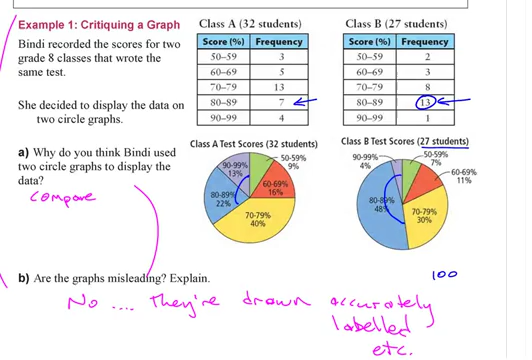 Example 1: Critiquing a Graph
Bindi recorded the scores for two
grade 8 classes that wrote the
same test.
She decided to display the data on
two circle graphs.
a) Why do you think Bindi used
two circle graphs to display the
data?
compare
Class A (32 students)
Score (%) Frequency
50–59 3
60–69 5
70–79 13
80–89 7
90–99 4
Class B (27 students)
Score (%) Frequency
50–59 2
60–69 3
70–79 8
80–89 13
90–99 1
Class A Test Scores (32 students)
90-99%
13%
50-59%
9%
60-69%
16%
80-89%
22%
70-79%
40%
Class B Test Scores (27 students)
90-99%
4%
50-59%
7%
60-69%
11%
80-89%
48%
70-79%
30%
b) Are the graphs misleading? Explain.
100
No ... they're drawn accurately
labelled
etc.